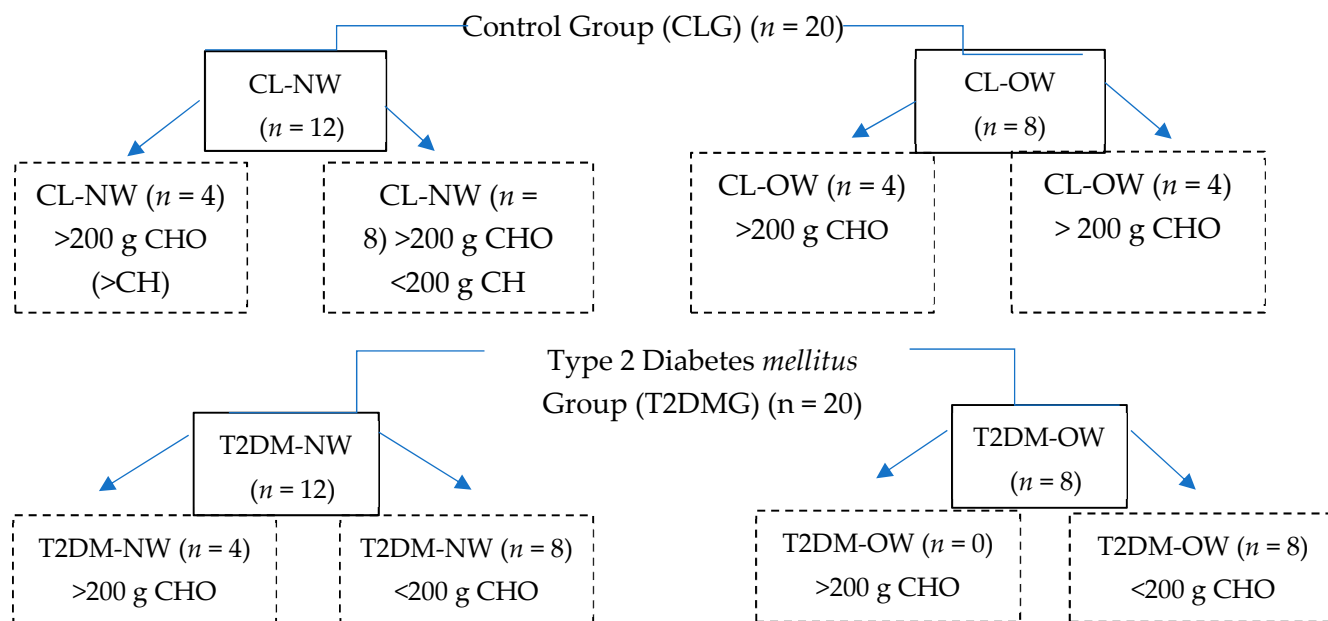 Control Group (CLG) (n = 20)
CL-NW
(n = 12)
CL-OW
(n = 8)
CL-NW (n = 4)
>200 g CHO
(>CH)
CL-NW (n =
8) >200 g CHO
<200 g CH
CL-OW (n = 4)
>200 g CHO
CL-OW (n = 4)
> 200 g CHO
Type 2 Diabetes mellitus
Group (T2DMG) (n = 20)
T2DM-NW
(n = 12)
T2DM-OW
(n = 8)
T2DM-NW (n = 4)
>200 g CHO
T2DM-NW (n = 8)
<200 g CHO
T2DM-OW (n = 0)
>200 g CHO
T2DM-OW (n = 8)
<200 g CHO